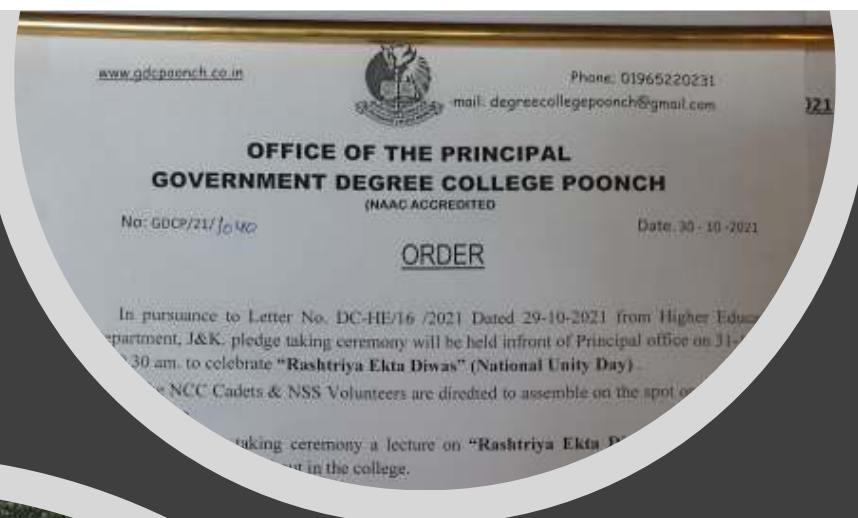 www.gdcpoonch.co.in
Phone: 01965220231
mail: degreecollegepoonch@gmail.com
021
OFFICE OF THE PRINCIPAL
GOVERNMENT DEGREE COLLEGE POONCH
(NAAC ACCREDITED
No: GDCP/21/1040
Date. 30-10-2021
ORDER
In pursuance to Letter No. DC-HE/16 /2021 Dated 29-10-2021 from Higher Educa
partment, J&K. pledge taking ceremony will be held infront of Principal office on 31-
30 am. to celebrate "Rashtriya Ekta Diwas" (National Unity Day) .
NCC Cadets & NSS Volunteers are diredted to assemble on the spot
taking ceremony a lecture on "Rashtriya Ekta
in the college.